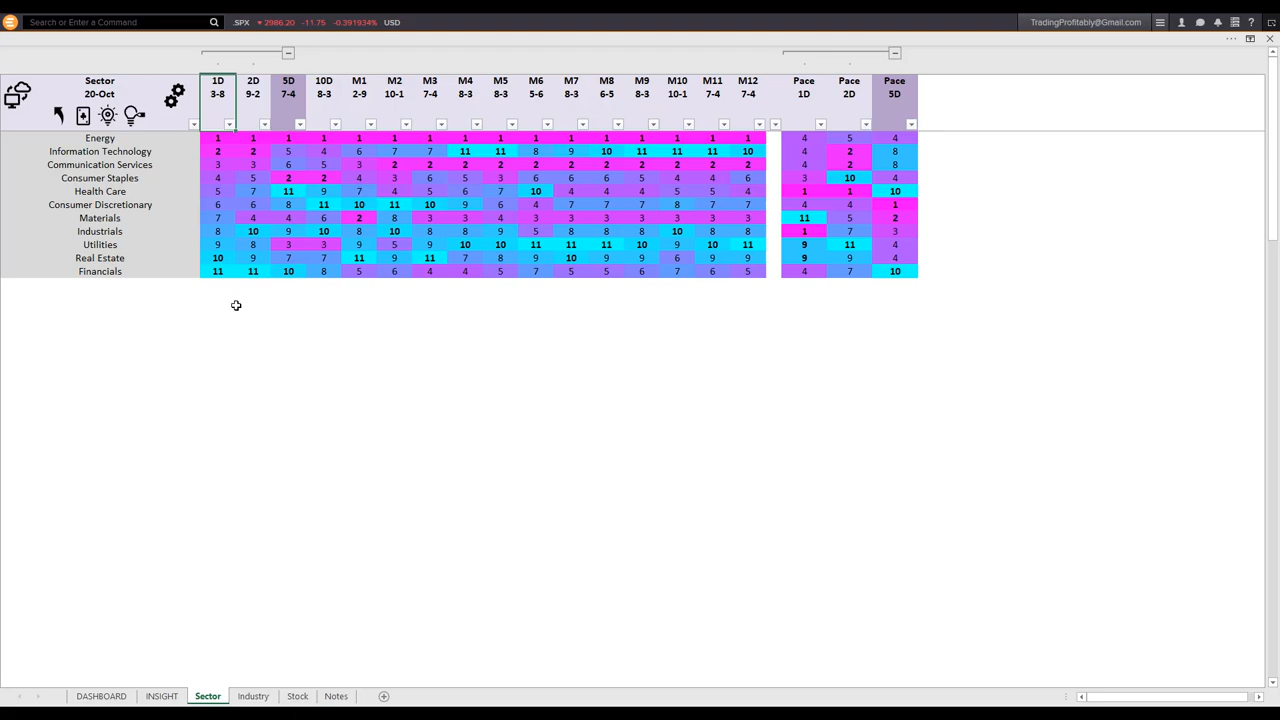 Search or Enter a Command .SPX 2986.20 -11.75 -0.391934% USD TradingProfitably@Gmail.com ?
Sector 1D 2D 5D 10D M1 M2 M3 M4 M5 M6 M7 M8 M9 M10 M11 M12 Pace Pace Pace
20-Oct 3-8 9-2 7-4 8-3 2-9 10-1 7-4 8-3 8-3 5-6 8-3 6-5 8-3 10-1 7-4 7-4 1D 2D 5D
Energy 1 1 1 1 1 1 1 1 1 1 1 1 1 1 1 1 4 5 4
Information Technology 2 2 5 4 6 7 7 11 11 8 9 10 11 11 11 10 4 2 8
Communication Services 3 3 6 5 3 2 2 2 2 2 2 2 2 2 2 2 4 2 8
Consumer Staples 4 5 2 2 4 3 6 5 3 6 6 6 5 4 4 6 3 10 4
Health Care 5 7 11 9 7 4 5 6 7 10 4 4 4 5 5 4 1 1 10
Consumer Discretionary 6 6 8 11 10 11 10 9 6 4 7 7 7 8 7 7 4 4 1
Materials 7 4 4 6 2 8 3 3 4 3 3 3 3 3 3 3 11 5 2
Industrials 8 10 9 10 8 10 8 8 9 5 8 8 8 10 8 8 1 7 3
Utilities 9 8 3 3 9 5 9 10 10 11 11 11 10 9 10 11 9 11 4
Real Estate 10 9 7 7 11 9 11 7 8 9 10 9 9 6 9 9 9 9 4
Financials 11 11 10 8 5 6 4 4 5 7 5 5 6 7 6 5 4 7 10
DASHBOARD INSIGHT Sector Industry Stock Notes